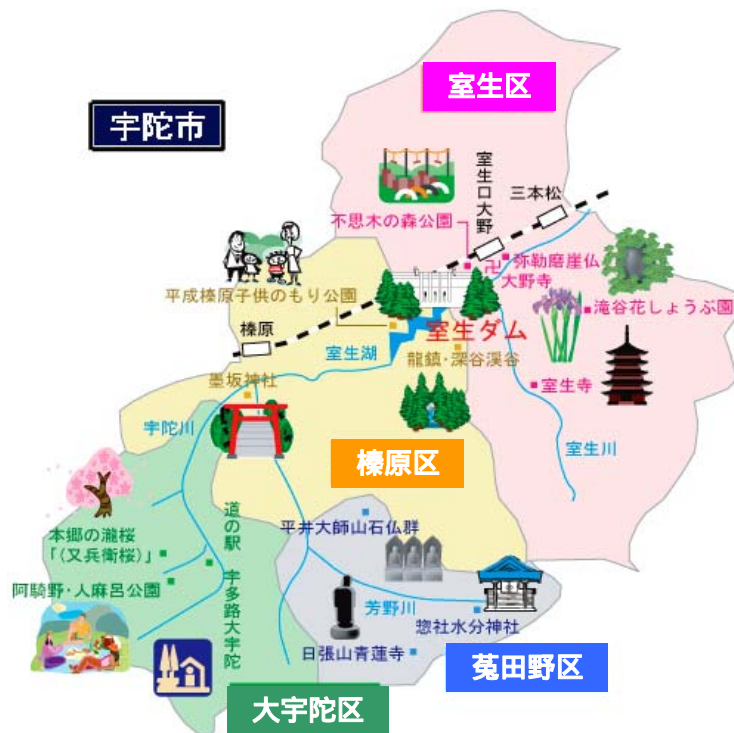 室生区
宇陀市
室生口大野
三本松
不思木の森公園
弥勒磨崖仏
大野寺
平成榛原子供のもり公園
滝谷花しょうぶ園
榛原
室生ダム
室生湖
龍鎮・深谷渓谷
墨坂神社
室生寺
宇陀川
室生川
榛原区
道の駅 宇多路大宇陀
平井大師山石仏群
本郷の瀧桜
「(又兵衛桜)」
阿騎野・人麻呂公園
芳野川
惣社水分神社
日張山青蓮寺
菟田野区
大宇陀区